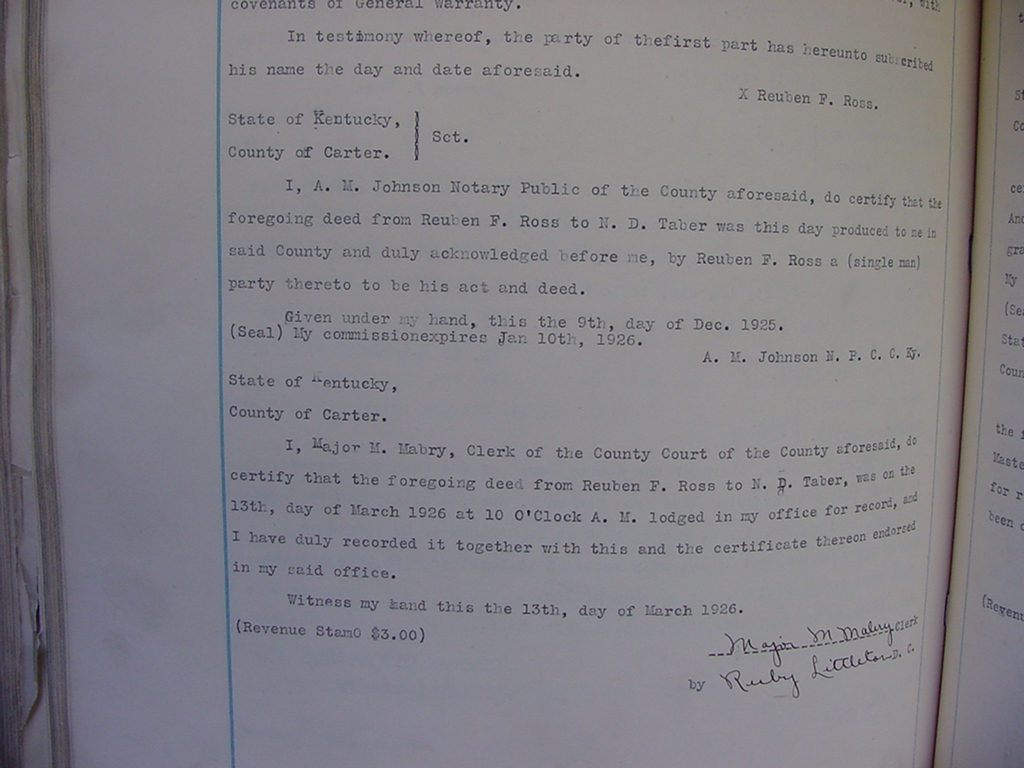 covenants of General Warranty. with
In testimony whereof, the party of thefirst part has hereunto subscribed
his name the day and date aforesaid.
X Reuben F. Ross.
State of Kentucky,
Sct.
County of Carter.
I, A. M. Johnson Notary Public of the County aforesaid, do certify that the
foregoing deed from Reuben F. Ross to N. D. Taber was this day produced to me in
said County and duly acknowledged before me, by Reuben F. Ross a (single man)
party thereto to be his act and deed.
Given under my hand, this the 9th, day of Dec. 1925.
(Seal) My commissionexpires Jan 10th, 1926.
A. M. Johnson N. P. C. C. Ky.
State of Kentucky,
County of Carter.
I, Major M. Mabry, Clerk of the County Court of the County aforesaid, do
certify that the foregoing deed from Reuben F. Ross to N. D. Taber, was on the
13th, day of March 1926 at 10 O'Clock A. M. lodged in my office for record, and
I have duly recorded it together with this and the certificate thereon endorsed
in my said office.
Witness my hand this the 13th, day of March 1926.
(Revenue Stam0 $3.00)
Major M Mabry Clerk
by Ruby Littleton D. C.